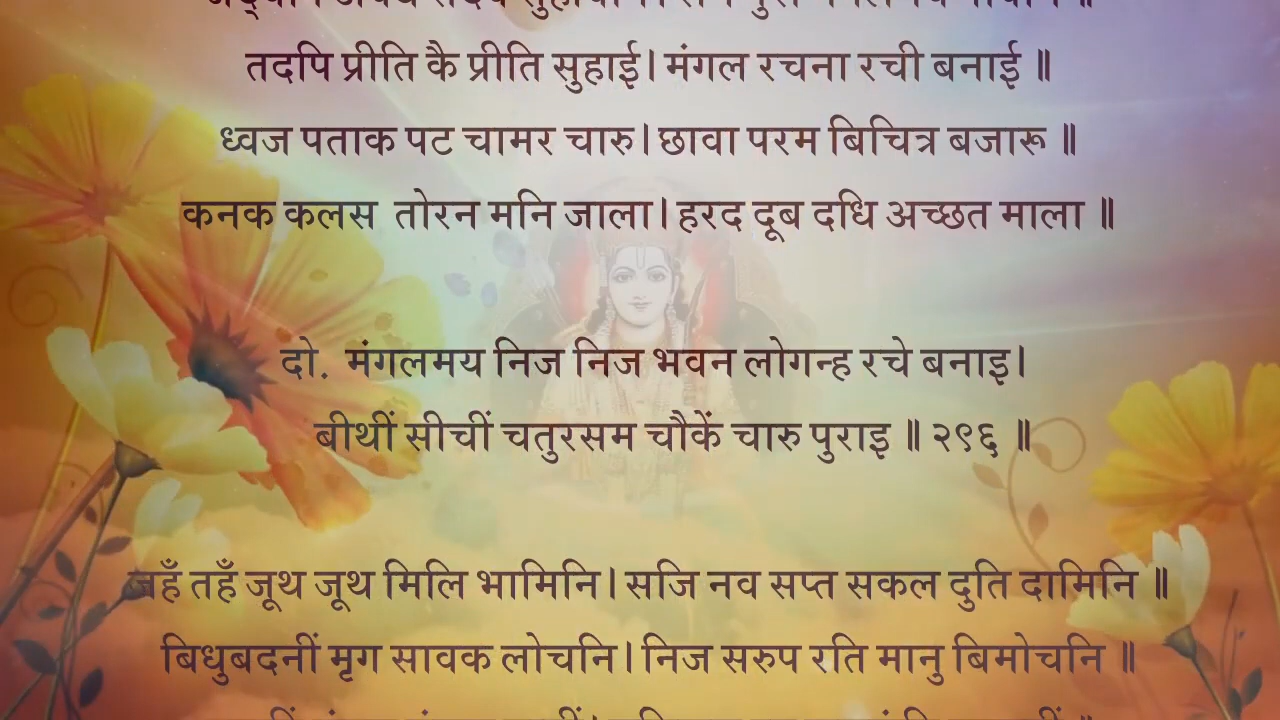 तदपि प्रीति कै प्रीति सुहाई। मंगल रचना रची बनाई ॥
ध्वज पताक पट चामर चारु। छावा परम बिचित्र बजारू ॥
कनक कलस तोरन मनि जाला। हरद दूब दधि अच्छत माला ॥
दो. मंगलमय निज निज भवन लोगन्ह रचे बनाइ।
बीथीं सीचीं चतुरसम चौकें चारु पुराइ ॥ २९६ ॥
जहँ तहँ जूथ जूथ मिलि भामिनि। सजि नव सप्त सकल दुति दामिनि ॥
बिधुबदनीं मृग सावक लोचनि। निज सरुप रति मानु बिमोचनि ॥